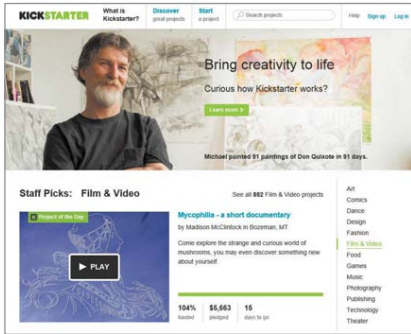 KICKSTARTER
What is
Kickstarter?
Discover
great projects
Start
a project
Search projects
Help
Sign up
Log in
Bring creativity to life
Curious how Kickstarter works?
Learn more
Michael painted 91 paintings of Don Quixote in 91 days.
Staff Picks: Film & Video
See all 852 Film & Video projects
Project of the Day
PLAY
Mycophilia - a short documentary
by Madison McClintock in Bozeman, MT
Come explore the strange and curious world of
mushrooms, you may even discover something new
about yourself.
104%
funded
$5,663
pledged
15
days to go
Art
Comics
Dance
Design
Fashion
Film & Video
Food
Games
Music
Photography
Publishing
Technology
Theater